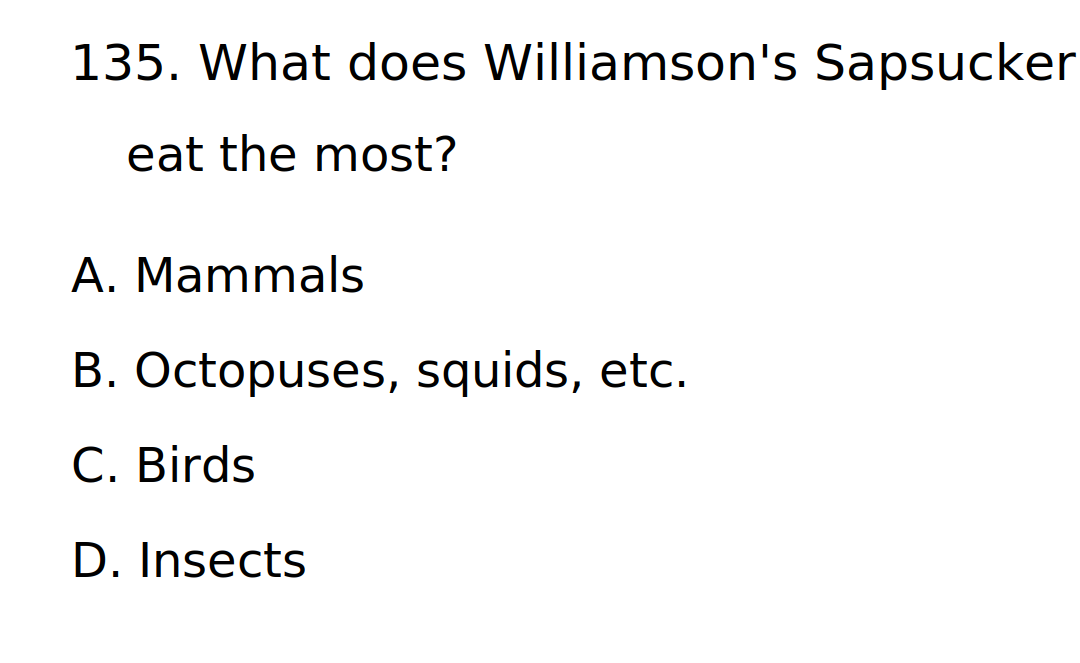 135. What does Williamson's Sapsucker
eat the most?
A. Mammals
B. Octopuses, squids, etc.
C. Birds
D. Insects